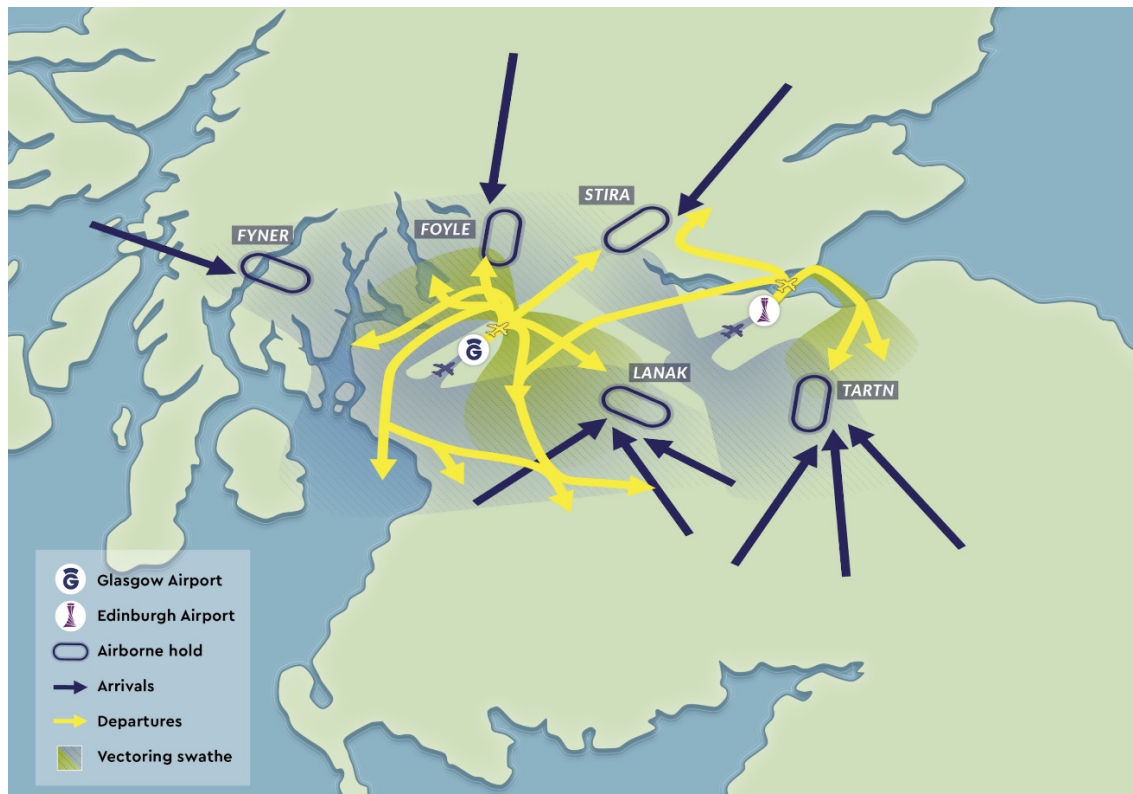 STIRA
FOYLE
FYNER
G
LANAK
TARTN
G
Glasgow Airport
Edinburgh Airport
Airborne hold
Arrivals
Departures
Vectoring swathe